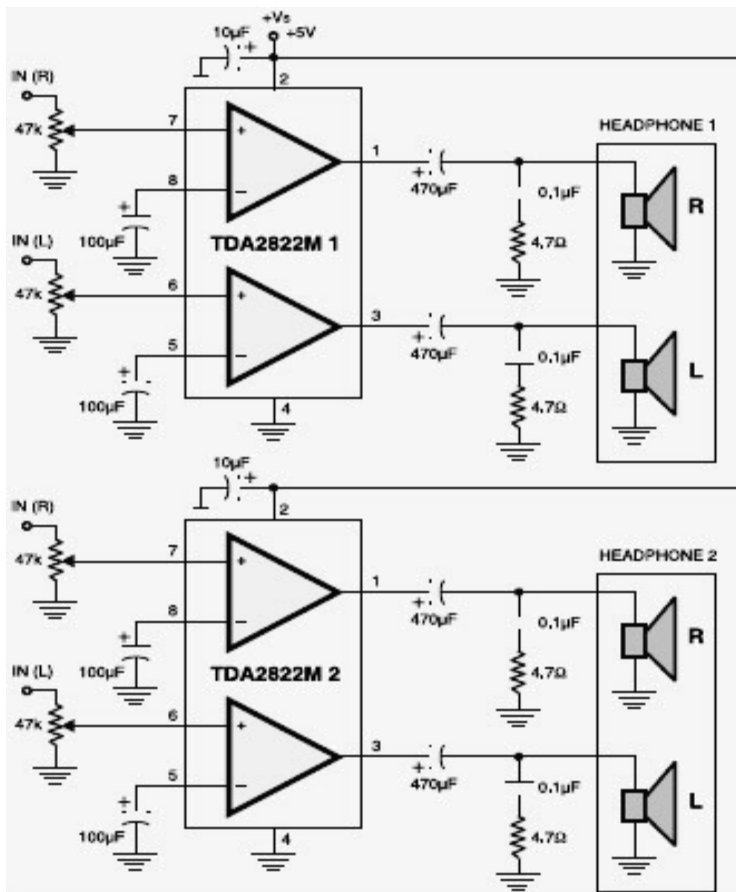 +Vs
10µF
+
+5V
IN (R)
2
47k
7
+
1
HEADPHONE 1
+
470µF
0.1µF
R
8
–
+
100µF
4.7Ω
TDA2822M 1
IN (L)
47k
6
+
3
+
470µF
0.1µF
L
5
–
+
100µF
4.7Ω
4
10µF
+
2
IN (R)
47k
7
+
1
HEADPHONE 2
+
470µF
0.1µF
R
8
–
+
100µF
4.7Ω
TDA2822M 2
IN (L)
47k
6
+
3
+
470µF
0.1µF
L
5
–
+
100µF
4.7Ω
4